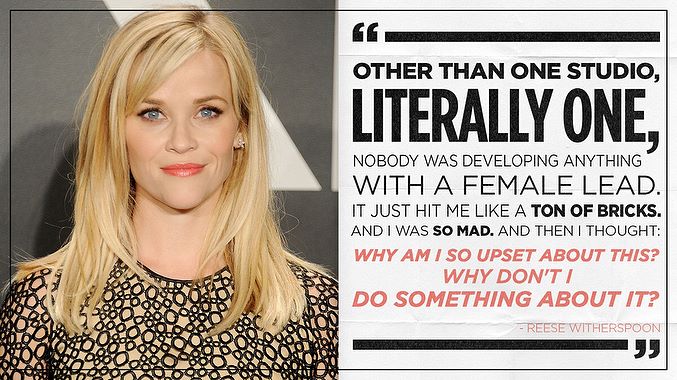 “
OTHER THAN ONE STUDIO,
LITERALLY ONE,
NOBODY WAS DEVELOPING ANYTHING
WITH A FEMALE LEAD.
IT JUST HIT ME LIKE A TON OF BRICKS.
AND I WAS SO MAD. AND THEN I THOUGHT:
WHY AM I SO UPSET ABOUT THIS?
WHY DON'T I
DO SOMETHING ABOUT IT?
- REESE WITHERSPOON
”